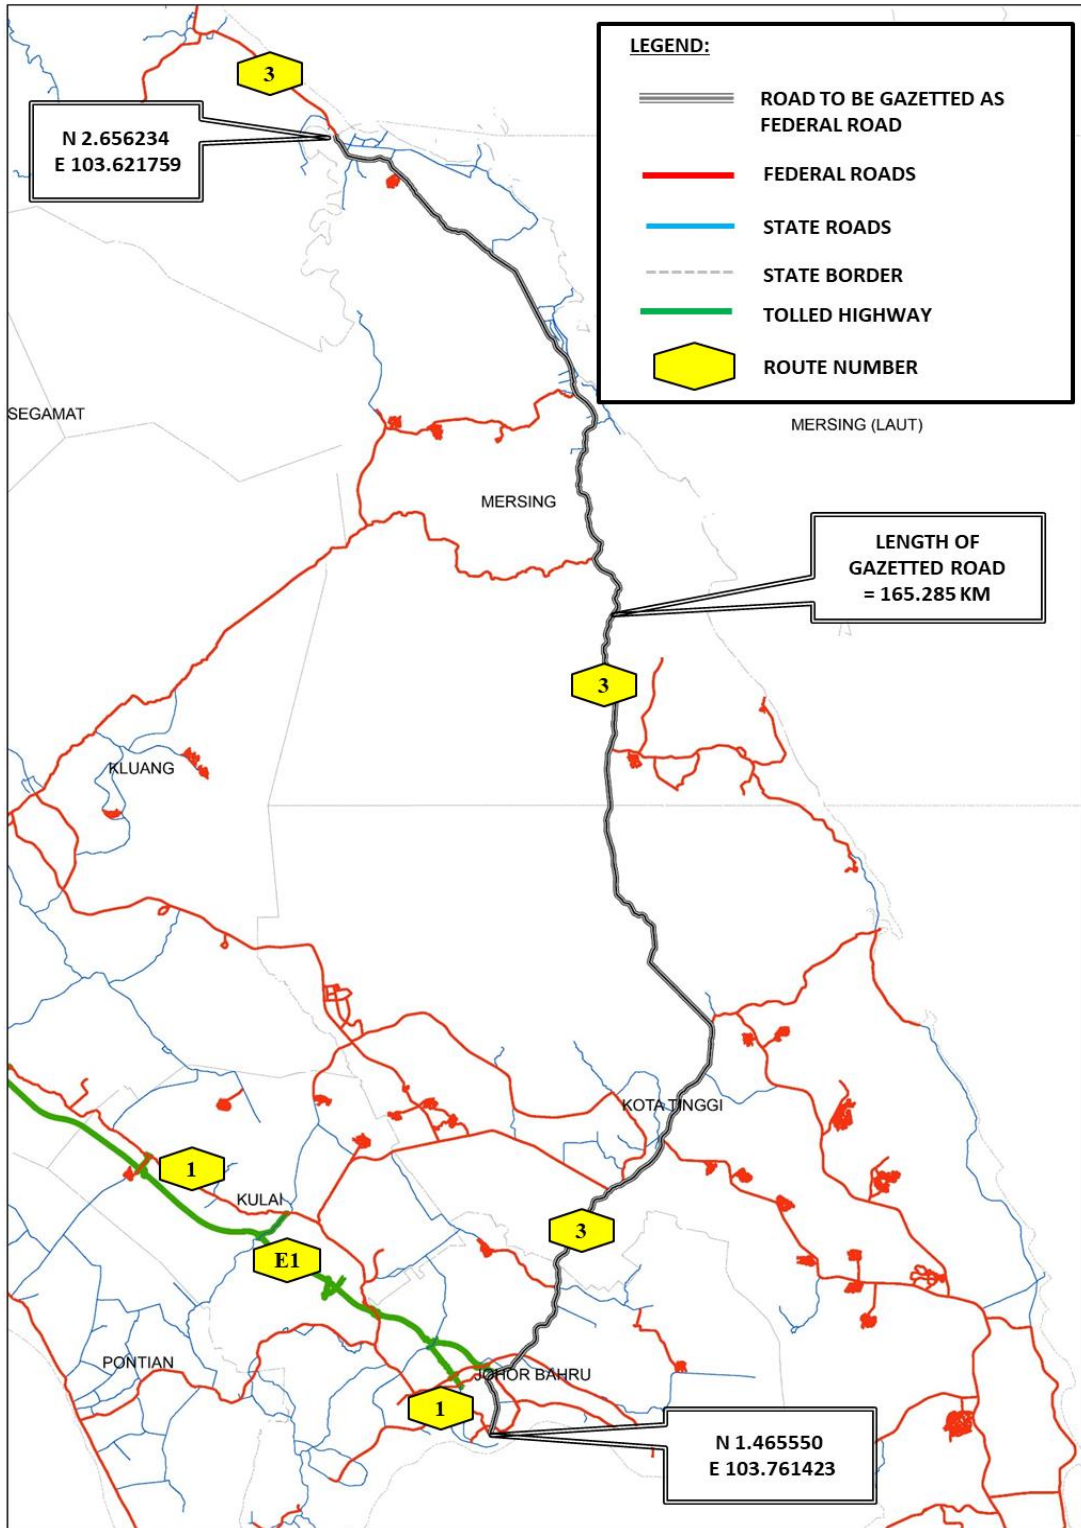 3
N 2.656234
E 103.621759
LEGEND:
ROAD TO BE GAZETTED AS
FEDERAL ROAD
FEDERAL ROADS
STATE ROADS
STATE BORDER
TOLLED HIGHWAY
ROUTE NUMBER
SEGAMAT
MERSING (LAUT)
MERSING
LENGTH OF
GAZETTED ROAD
= 165.285 KM
3
KLUANG
KOTA TINGGI
1
KULAI
3
E1
PONTIAN
JOHOR BAHRU
1
N 1.465550
E 103.761423